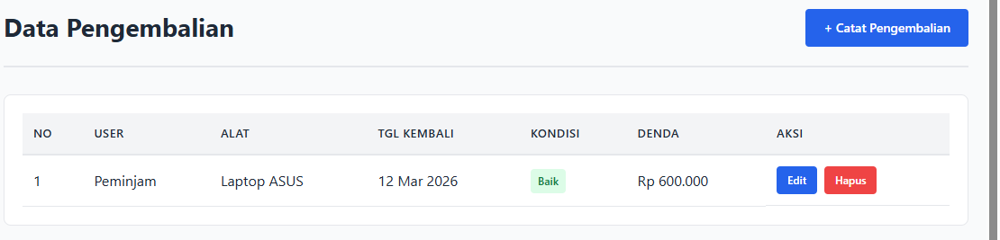 Data Pengembalian
+ Catat Pengembalian
NO USER ALAT TGL KEMBALI KONDISI DENDA AKSI
1 Peminjam Laptop ASUS 12 Mar 2026 Baik Rp 600.000 Edit Hapus